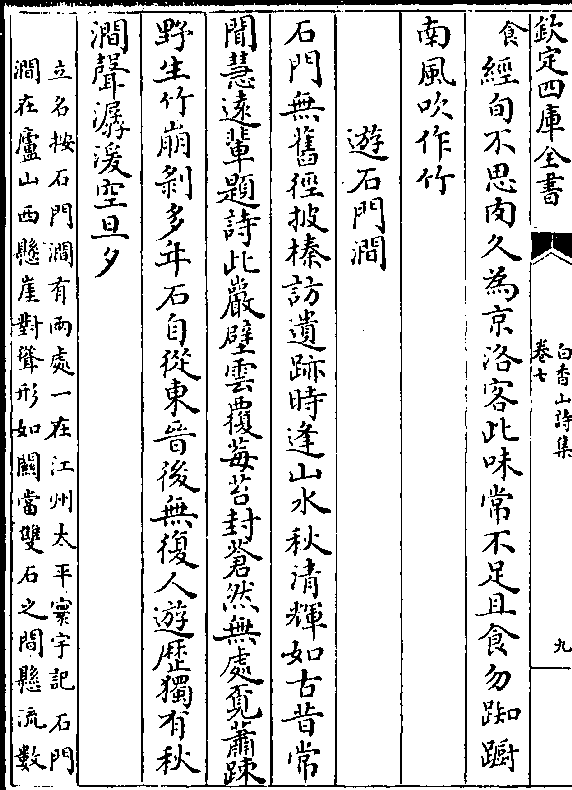 欽定四庫全書
白香山詩集
卷七
九
食經旬不思肉久為京洛客此味常不足且食勿踟躕
南風吹作竹
遊石門澗
石門無舊徑披榛訪遺跡時逢山水秋清輝如古昔常
聞慧遠輩題詩此巖壁雲覆莓苔封蒼然無處覓蕭踈
野生竹崩剝多年石自從東晉後無復人遊歷獨有秋
澗聲潺湲空旦夕
立名按石門澗有兩處一在江州太平寰宇記石門
澗在廬山西懸崖對聳形如闕當雙石之間懸流數